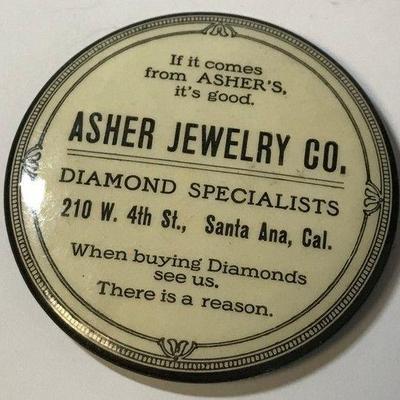 If it comes
from ASHER'S,
it's good.
ASHER JEWELRY CO.
DIAMOND SPECIALISTS
210 W. 4th St., Santa Ana, Cal.
When buying Diamonds
see us.
There is a reason.